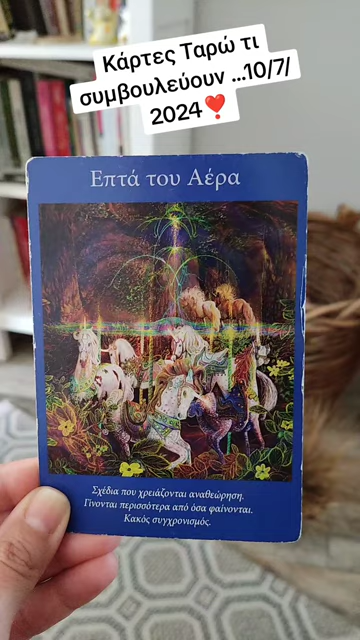 Κάρτες Ταρώ τι
συμβουλεύουν ...10/7/
2024❣️
Επτά του Αέρα
Σχέδια που χρειάζονται αναθεώρηση.
Γίνονται περισσότερα από όσα φαίνονται.
Κακός συγχρονισμός.